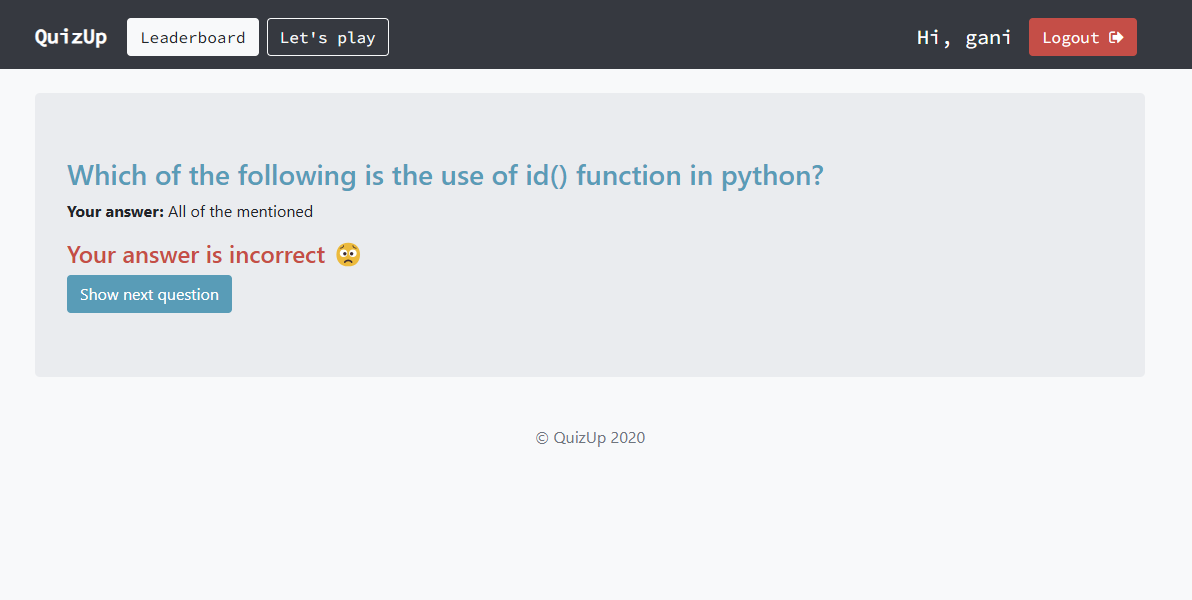 QuizUp Leaderboard Let's play Hi, gani Logout
Which of the following is the use of id() function in python?
Your answer: All of the mentioned
Your answer is incorrect 😟
Show next question
© QuizUp 2020